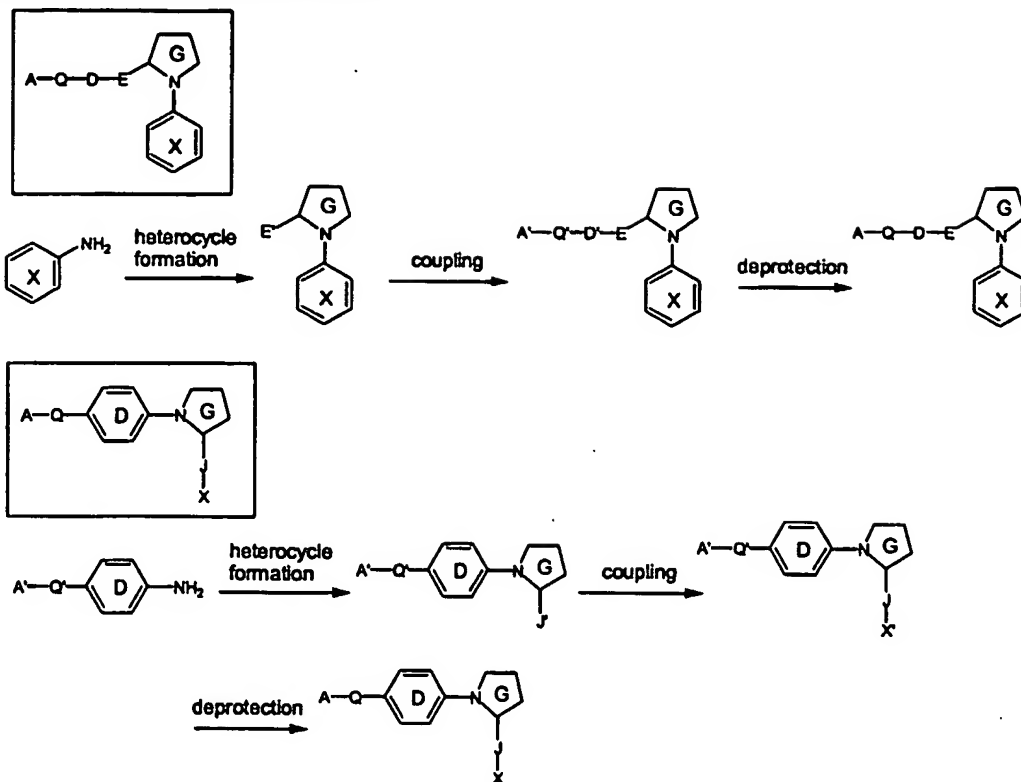 G
A-Q-D-E
N
X
NH₂
X
heterocycle
formation
E'
G
N
X
coupling
A'-Q'-D'-E
G
N
X
deprotection
A-Q-D-E
G
N
X
A-Q
D
N
G
J
X
A'-Q'
D
NH₂
heterocycle
formation
A'-Q'
D
N
G
J'
coupling
A'-Q'
D
N
G
J
X'
deprotection
A-Q
D
N
G
J
X